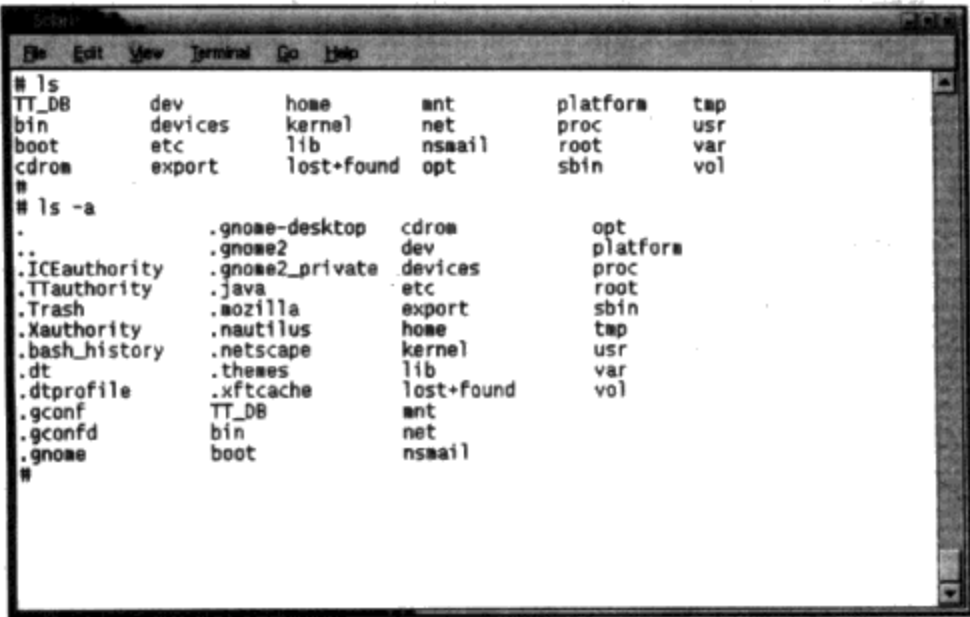 Solaris
File Edit View Terminal Go Help
# ls
TT_DB dev home mnt platform tmp
bin devices kernel net proc usr
boot etc lib nsmail root var
cdrom export lost+found opt sbin vol
#
# ls -a
. .gnome-desktop cdrom opt
.. .gnome2 dev platform
.ICEauthority .gnome2_private devices proc
.TTauthority .java etc root
.Trash .mozilla export sbin
.Xauthority .nautilus home tmp
.bash_history .netscape kernel usr
.dt .themes lib var
.dtprofile .xftcache lost+found vol
.gconf TT_DB mnt
.gconfd bin net
.gnome boot nsmail
#